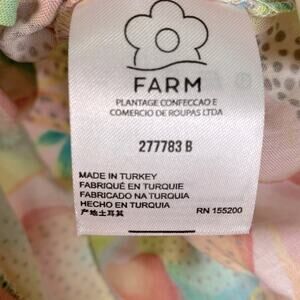 FARM
PLANTAGE CONFECCAO E
COMERCIO DE ROUPAS LTDA
277783 B
MADE IN TURKEY
FABRIQUÉ EN TURQUIE
FABRICADO NA TURQUIA
HECHO EN TURQUIA
产地土耳其
RN 155200